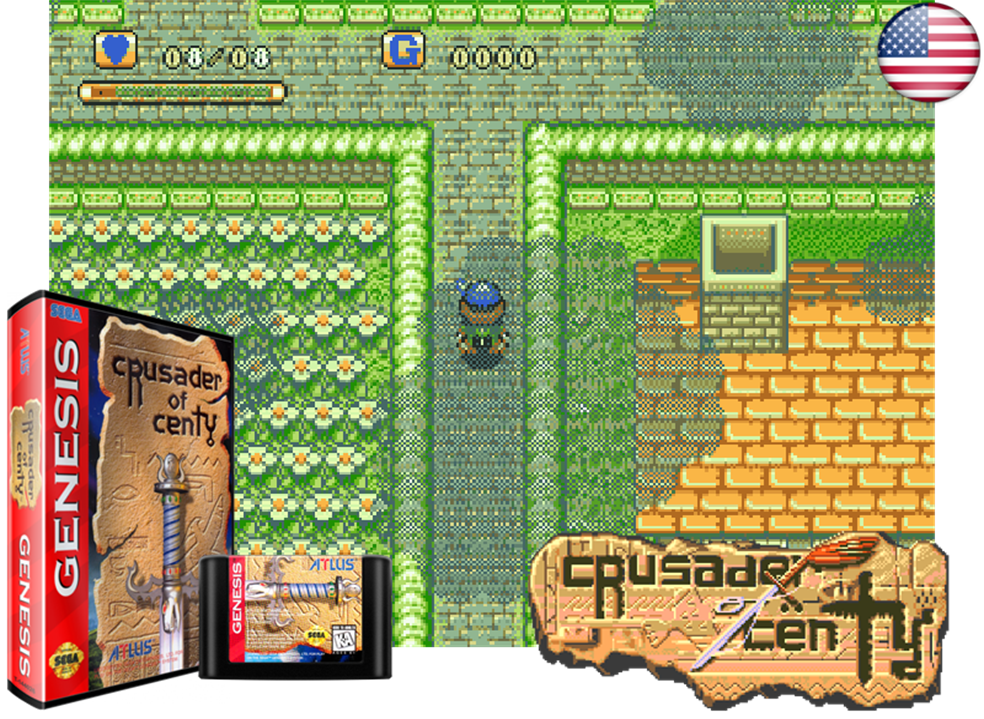 08/08
G
0000
SEGA
ATLUS
GENESIS
crusader
of
centy
GENESIS
crusader
of
centy
ATLUS
SEGA
GENESIS
ATLUS
SEGA
crusader
of
centy